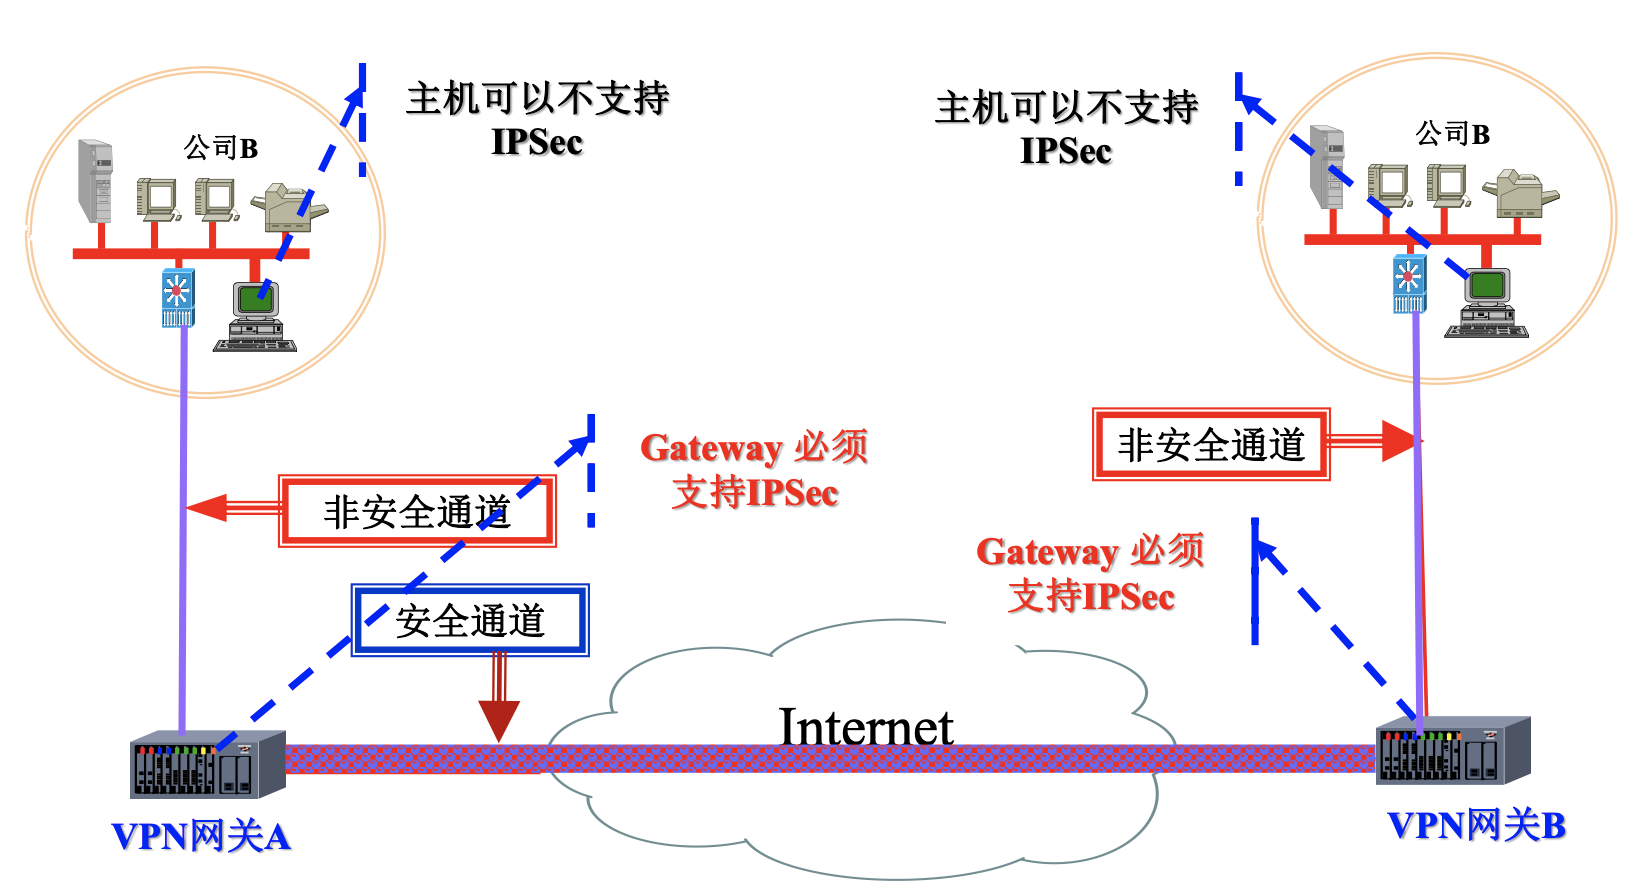 主机可以不支持
IPSec
公司B
主机可以不支持
IPSec
公司B
Gateway 必须
支持IPSec
非安全通道
非安全通道
Gateway 必须
支持IPSec
安全通道
Internet
VPN网关A
VPN网关B